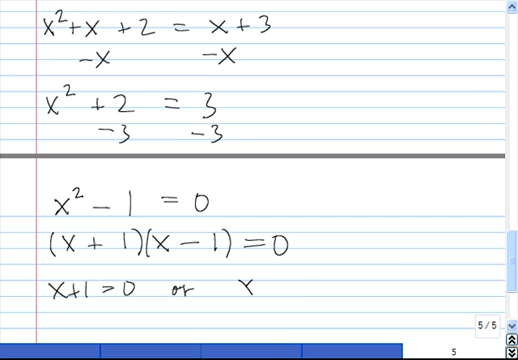 x² + x + 2 = x + 3
-x -x
x² + 2 = 3
-3 -3
x² - 1 = 0
(x + 1)(x - 1) = 0
x+1 = 0 or x
5/5
5